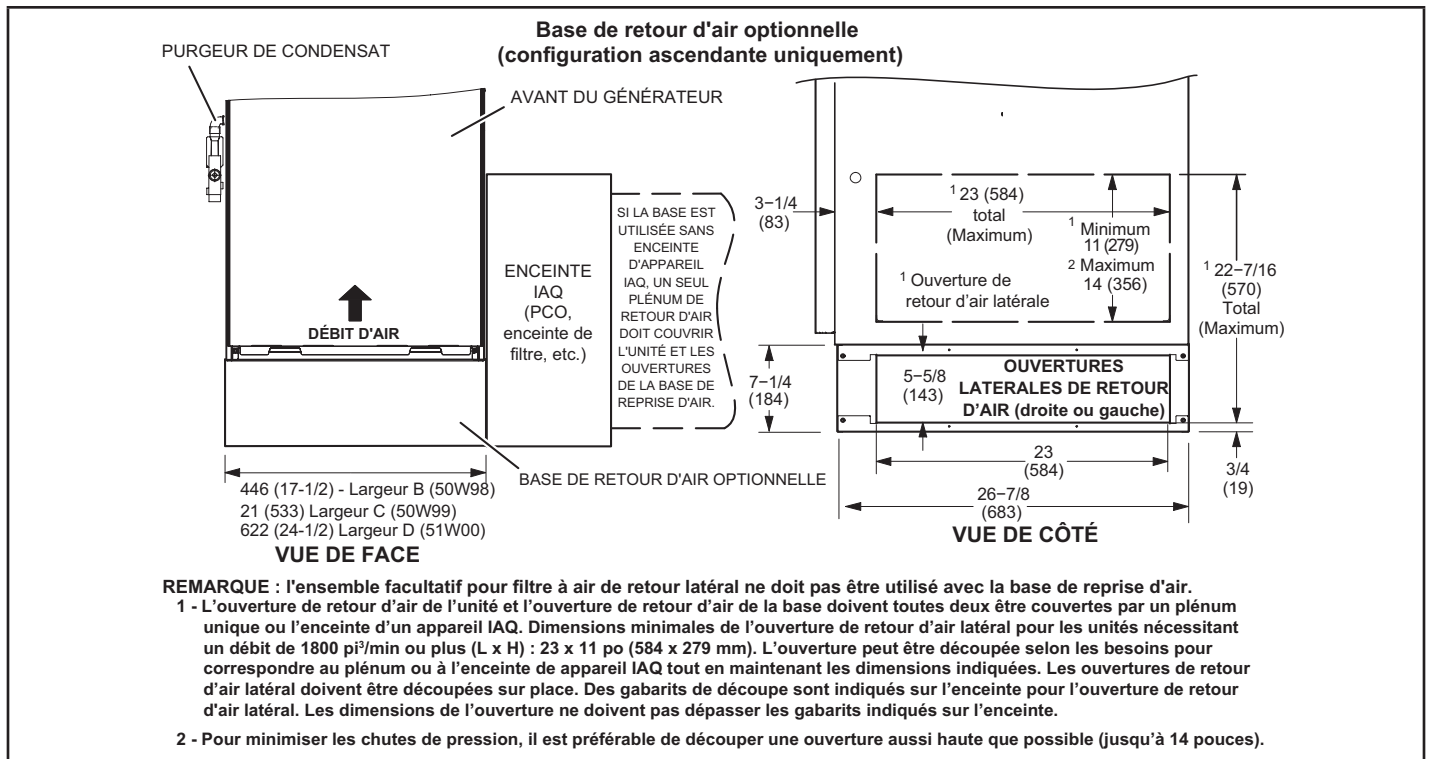 Base de retour d'air optionnelle
(configuration ascendante uniquement)
PURGEUR DE CONDENSAT
AVANT DU GÉNÉRATEUR
DÉBIT D'AIR
ENCEINTE
IAQ
(PCO,
enceinte de
filtre, etc.)
SI LA BASE EST
UTILISÉE SANS
ENCEINTE
D'APPAREIL
IAQ, UN SEUL
PLÉNUM DE
RETOUR D'AIR
DOIT COUVRIR
L'UNITÉ ET LES
OUVERTURES
DE LA BASE DE
REPRISE D'AIR.
BASE DE RETOUR D'AIR OPTIONNELLE
446 (17-1/2) - Largeur B (50W98)
21 (533) Largeur C (50W99)
622 (24-1/2) Largeur D (51W00)
VUE DE FACE
3−1/4
(83)
¹ 23 (584)
total
(Maximum)
¹ Minimum
11 (279)
² Maximum
14 (356)
¹ Ouverture de
retour d’air latérale
¹ 22−7/16
(570)
Total
(Maximum)
7−1/4
(184)
5−5/8
(143)
OUVERTURES
LATERALES DE RETOUR
D’AIR (droite ou gauche)
23
(584)
3/4
(19)
26−7/8
(683)
VUE DE CÔTÉ
REMARQUE : l'ensemble facultatif pour filtre à air de retour latéral ne doit pas être utilisé avec la base de reprise d'air.
1 - L’ouverture de retour d’air de l’unité et l’ouverture de retour d’air de la base doivent toutes deux être couvertes par un plénum
unique ou l’enceinte d’un appareil IAQ. Dimensions minimales de l’ouverture de retour d’air latéral pour les unités nécessitant
un débit de 1800 pi³/min ou plus (L x H) : 23 x 11 po (584 x 279 mm). L’ouverture peut être découpée selon les besoins pour
correspondre au plénum ou à l’enceinte de appareil IAQ tout en maintenant les dimensions indiquées. Les ouvertures de retour
d’air latéral doivent être découpées sur place. Des gabarits de découpe sont indiqués sur l’enceinte pour l’ouverture de retour
d'air latéral. Les dimensions de l’ouverture ne doivent pas dépasser les gabarits indiqués sur l’enceinte.
2 - Pour minimiser les chutes de pression, il est préférable de découper une ouverture aussi haute que possible (jusqu’à 14 pouces).